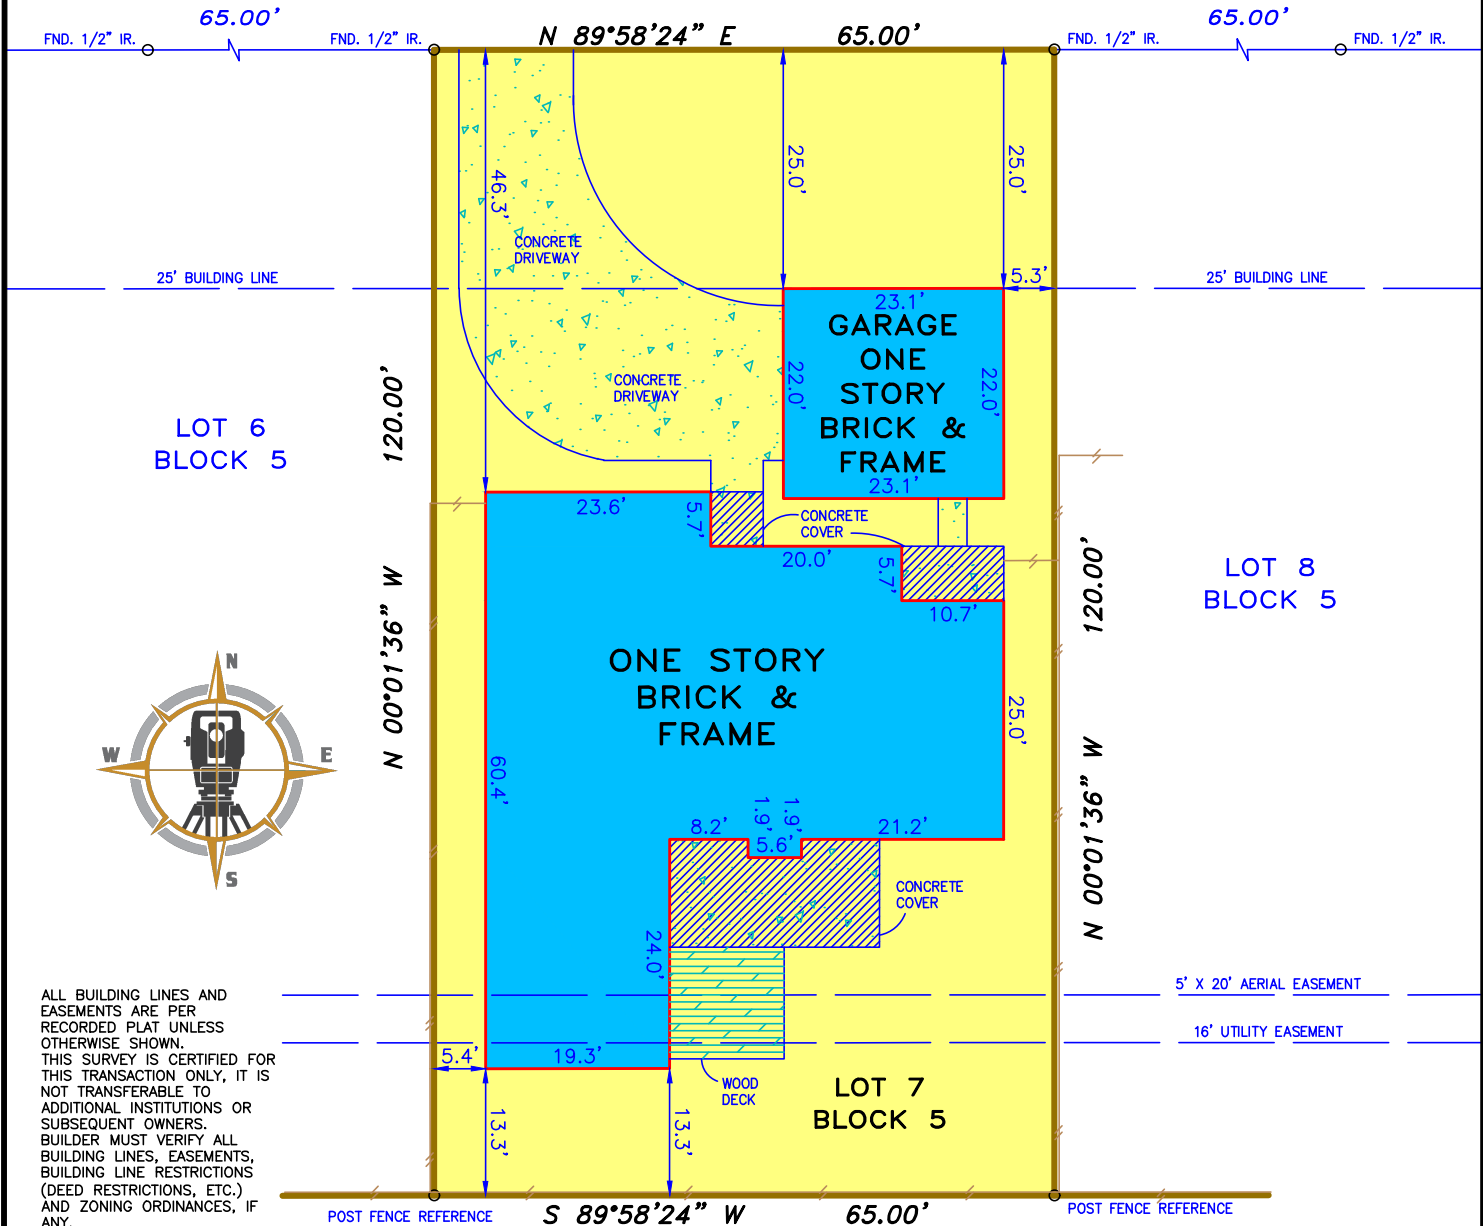 65.00'
N 89°58'24" E 65.00'
65.00'
FND. 1/2" IR.
FND. 1/2" IR.
FND. 1/2" IR.
FND. 1/2" IR.
46.3'
25.0'
25.0'
CONCRETE
DRIVEWAY
25' BUILDING LINE
5.3'
25' BUILDING LINE
23.1'
GARAGE
ONE
STORY
BRICK &
FRAME
22.0'
22.0'
23.1'
CONCRETE
DRIVEWAY
120.00'
LOT 6
BLOCK 5
23.6'
5.7'
CONCRETE
COVER
20.0'
5.7'
10.7'
120.00'
LOT 8
BLOCK 5
N 00°01'36" W
ONE STORY
BRICK &
FRAME
25.0'
N
W
E
S
60.4'
N 00°01'36" W
8.2'
1.9'
1.9'
5.6'
21.2'
CONCRETE
COVER
24.0'
5' X 20' AERIAL EASEMENT
16' UTILITY EASEMENT
5.4'
19.3'
WOOD
DECK
LOT 7
BLOCK 5
13.3'
13.3'
ALL BUILDING LINES AND
EASEMENTS ARE PER
RECORDED PLAT UNLESS
OTHERWISE SHOWN.
THIS SURVEY IS CERTIFIED FOR
THIS TRANSACTION ONLY, IT IS
NOT TRANSFERABLE TO
ADDITIONAL INSTITUTIONS OR
SUBSEQUENT OWNERS.
BUILDER MUST VERIFY ALL
BUILDING LINES, EASEMENTS,
BUILDING LINE RESTRICTIONS
(DEED RESTRICTIONS, ETC.)
AND ZONING ORDINANCES, IF
ANY.
POST FENCE REFERENCE
S 89°58'24" W 65.00'
POST FENCE REFERENCE